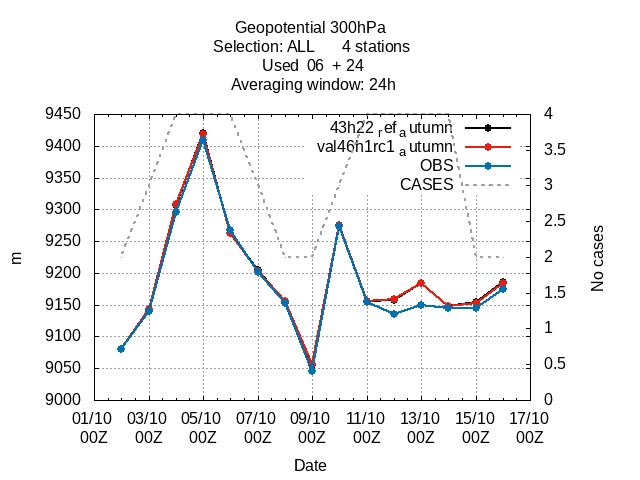 Geopotential 300hPa
Selection: ALL 4 stations
Used 06 + 24
Averaging window: 24h
43h22ref_autumn
val46h1rc1_autumn
OBS
CASES
9450
9400
9350
9300
9250
9200
9150
9100
9050
9000
m
4
3.5
3
2.5
2
1.5
1
0.5
0
No cases
01/10 03/10 05/10 07/10 09/10 11/10 13/10 15/10 17/10
00Z 00Z 00Z 00Z 00Z 00Z 00Z 00Z 00Z
Date